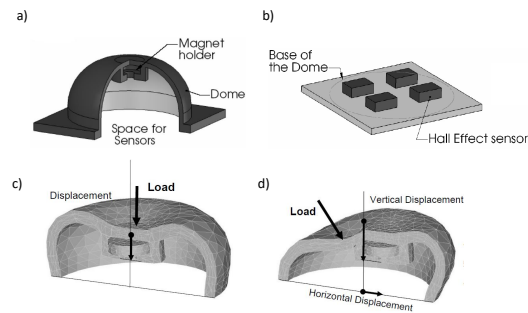 a)
Magnet
holder
Dome
Space for
Sensors
b)
Base of
the Dome
Hall Effect sensor
c)
Displacement
Load
d)
Vertical Displacement
Load
Horizontal Displacement